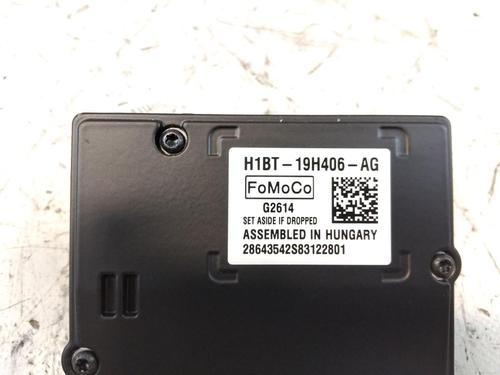 H1BT-19H406-AG
FoMoCo
G2614
SET ASIDE IF DROPPED
ASSEMBLED IN HUNGARY
28643542S83122801